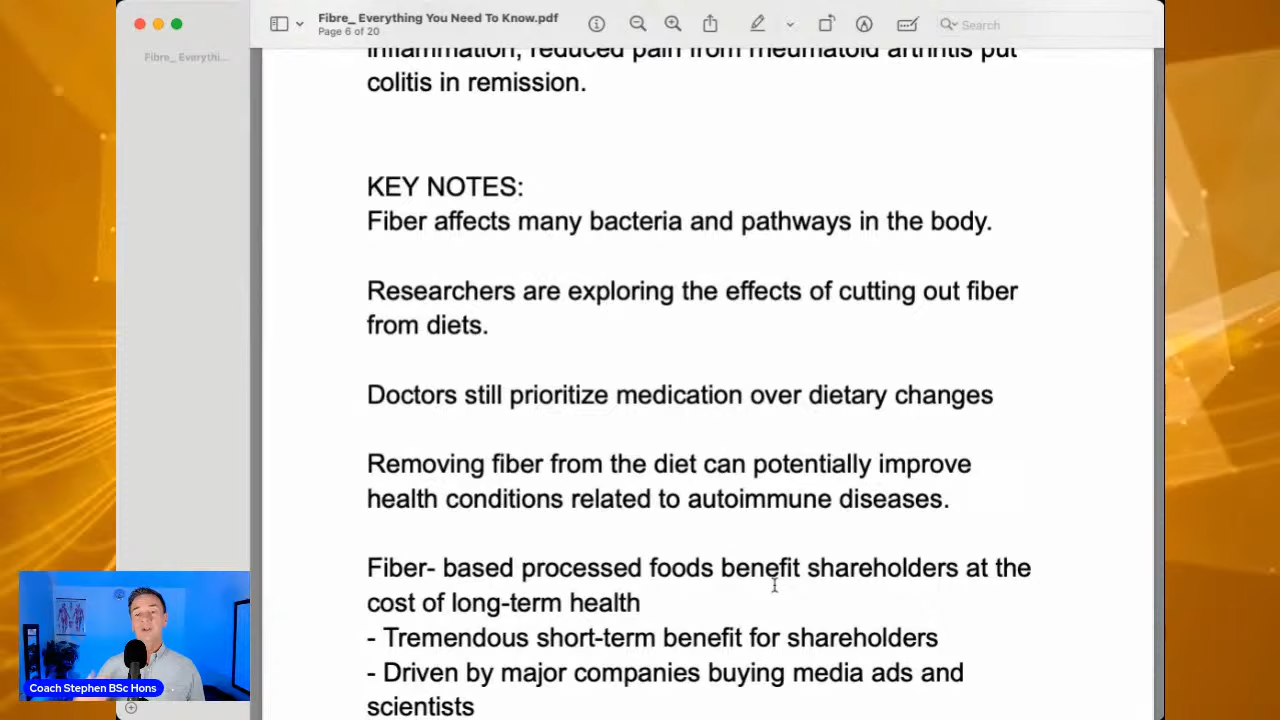 Fibre_ Everything You Need To Know.pdf
Page 6 of 20
Search
Fibre_ Everythi...
inflammation, reduced pain from rheumatoid arthritis put
colitis in remission.
KEY NOTES:
Fiber affects many bacteria and pathways in the body.
Researchers are exploring the effects of cutting out fiber
from diets.
Doctors still prioritize medication over dietary changes
Removing fiber from the diet can potentially improve
health conditions related to autoimmune diseases.
Fiber- based processed foods benefit shareholders at the
cost of long-term health
- Tremendous short-term benefit for shareholders
- Driven by major companies buying media ads and
scientists
Coach Stephen BSc Hons